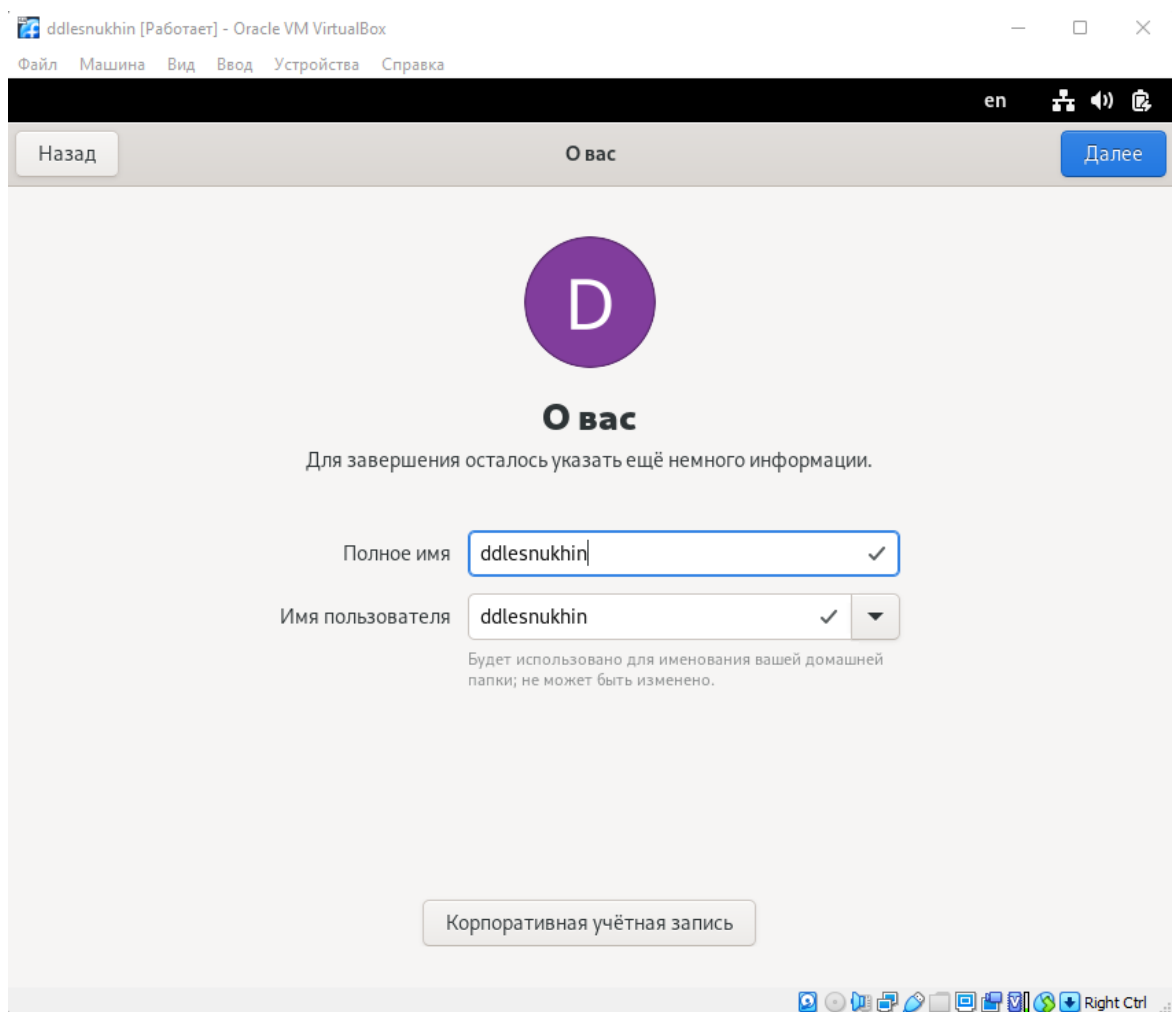 ddlesnukhin [Работает] - Oracle VM VirtualBox
Файл Машина Вид Ввод Устройства Справка
en
Назад О вас Далее
D
О вас
Для завершения осталось указать ещё немного информации.
Полное имя ddlesnukhin
Имя пользователя ddlesnukhin
Будет использовано для именования вашей домашней
папки; не может быть изменено.
Корпоративная учётная запись
Right Ctrl